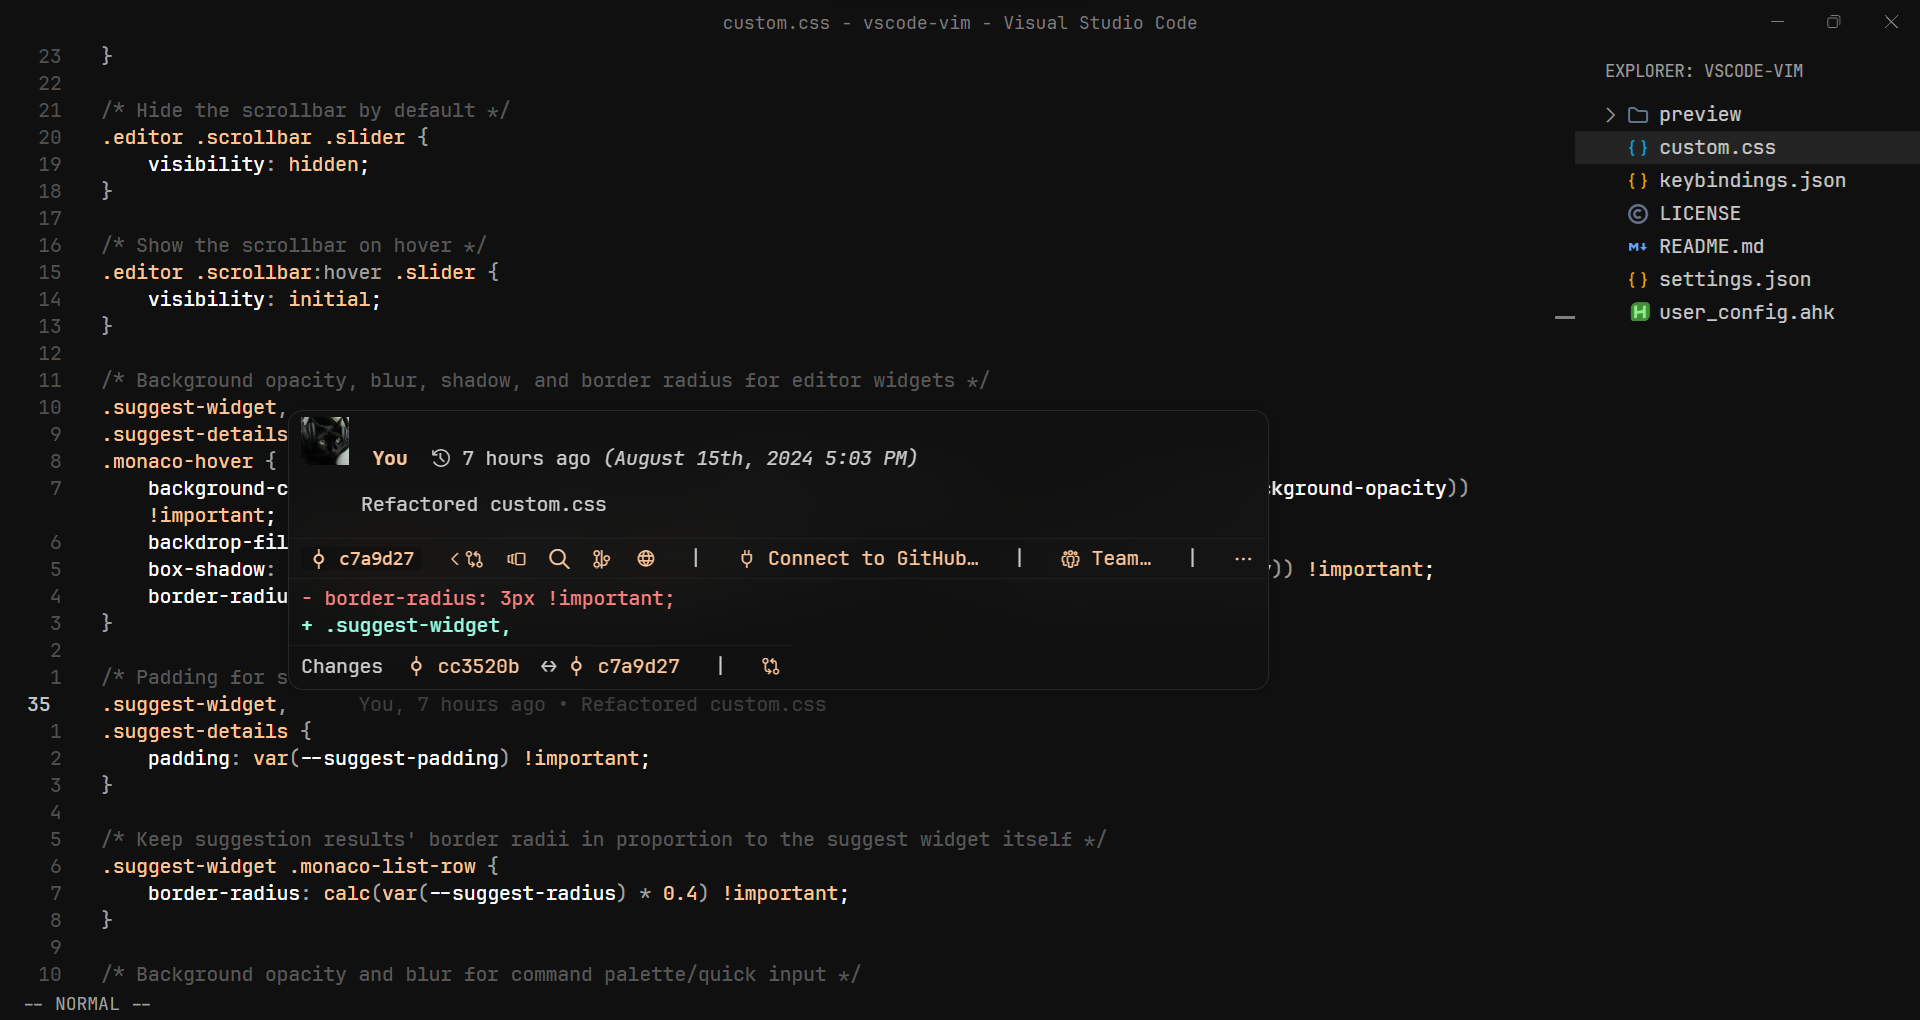 custom.css - vscode-vim - Visual Studio Code
23 }
22
21 /* Hide the scrollbar by default */
20 .editor .scrollbar .slider {
19 visibility: hidden;
18 }
17
16 /* Show the scrollbar on hover */
15 .editor .scrollbar:hover .slider {
14 visibility: initial;
13 }
12
11 /* Background opacity, blur, shadow, and border radius for editor widgets */
10 .suggest-widget,
9 .suggest-details
8 .monaco-hover {
7 background-c
kground-opacity))
!important;
6 backdrop-fil
5 box-shadow:
)) !important;
4 border-radiu
3 }
2
1 /* Padding for s
You 7 hours ago (August 15th, 2024 5:03 PM)
Refactored custom.css
c7a9d27 | Connect to GitHub… | Team… | ...
- border-radius: 3px !important;
+ .suggest-widget,
Changes cc3520b ↔ c7a9d27 |
35 .suggest-widget, You, 7 hours ago • Refactored custom.css
1 .suggest-details {
2 padding: var(--suggest-padding) !important;
3 }
4
5 /* Keep suggestion results' border radii in proportion to the suggest widget itself */
6 .suggest-widget .monaco-list-row {
7 border-radius: calc(var(--suggest-radius) * 0.4) !important;
8 }
9
10 /* Background opacity and blur for command palette/quick input */
-- NORMAL --
EXPLORER: VSCODE-VIM
preview
{} custom.css
{} keybindings.json
LICENSE
M↓ README.md
{} settings.json
H user_config.ahk